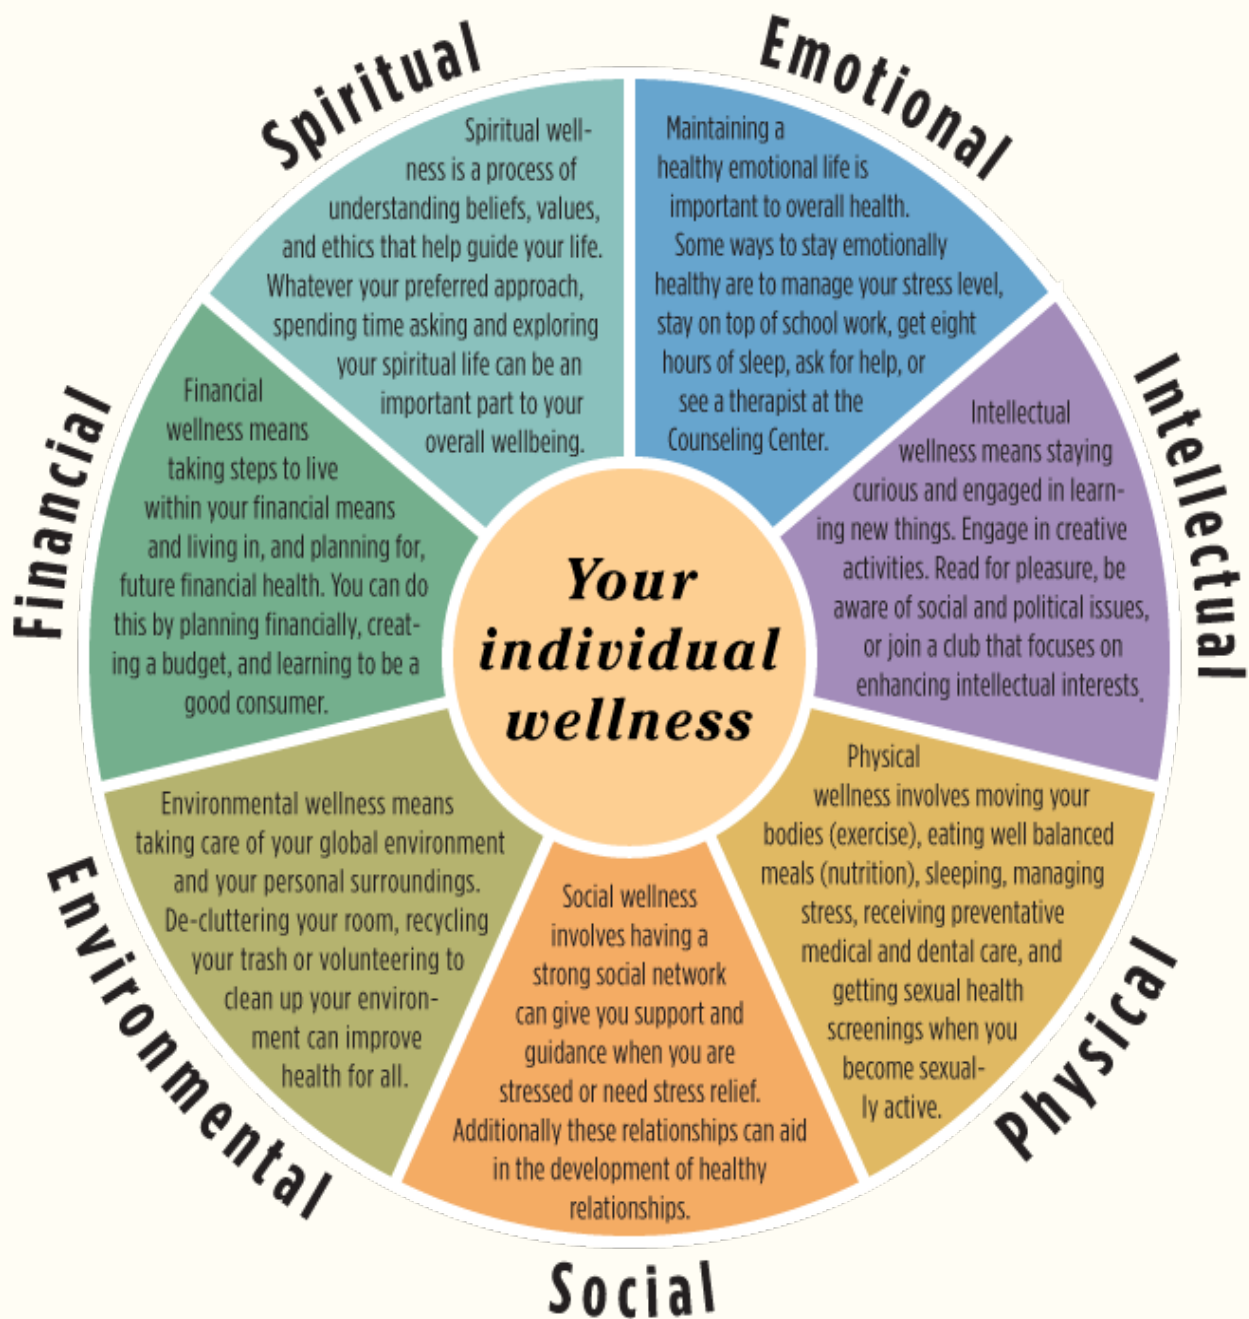 Spiritual
Spiritual well-
ness is a process of
understanding beliefs, values,
and ethics that help guide your life.
Whatever your preferred approach,
spending time asking and exploring
your spiritual life can be an
important part to your
overall wellbeing.
Emotional
Maintaining a
healthy emotional life is
important to overall health.
Some ways to stay emotionally
healthy are to manage your stress level,
stay on top of school work, get eight
hours of sleep, ask for help, or
see a therapist at the
Counseling Center.
Intellectual
Intellectual
wellness means staying
curious and engaged in learn-
ing new things. Engage in creative
activities. Read for pleasure, be
aware of social and political issues,
or join a club that focuses on
enhancing intellectual interests.
Physical
Physical
wellness involves moving your
bodies (exercise), eating well balanced
meals (nutrition), sleeping, managing
stress, receiving preventative
medical and dental care, and
getting sexual health
screenings when you
become sexual-
ly active.
Social
Social wellness
involves having a
strong social network
can give you support and
guidance when you are
stressed or need stress relief.
Additionally these relationships can aid
in the development of healthy
relationships.
Environmental
Environmental wellness means
taking care of your global environment
and your personal surroundings.
De-cluttering your room, recycling
your trash or volunteering to
clean up your environ-
ment can improve
health for all.
Financial
Financial
wellness means
taking steps to live
within your financial means
and living in, and planning for,
future financial health. You can do
this by planning financially, creat-
ing a budget, and learning to be a
good consumer.
Your
individual
wellness